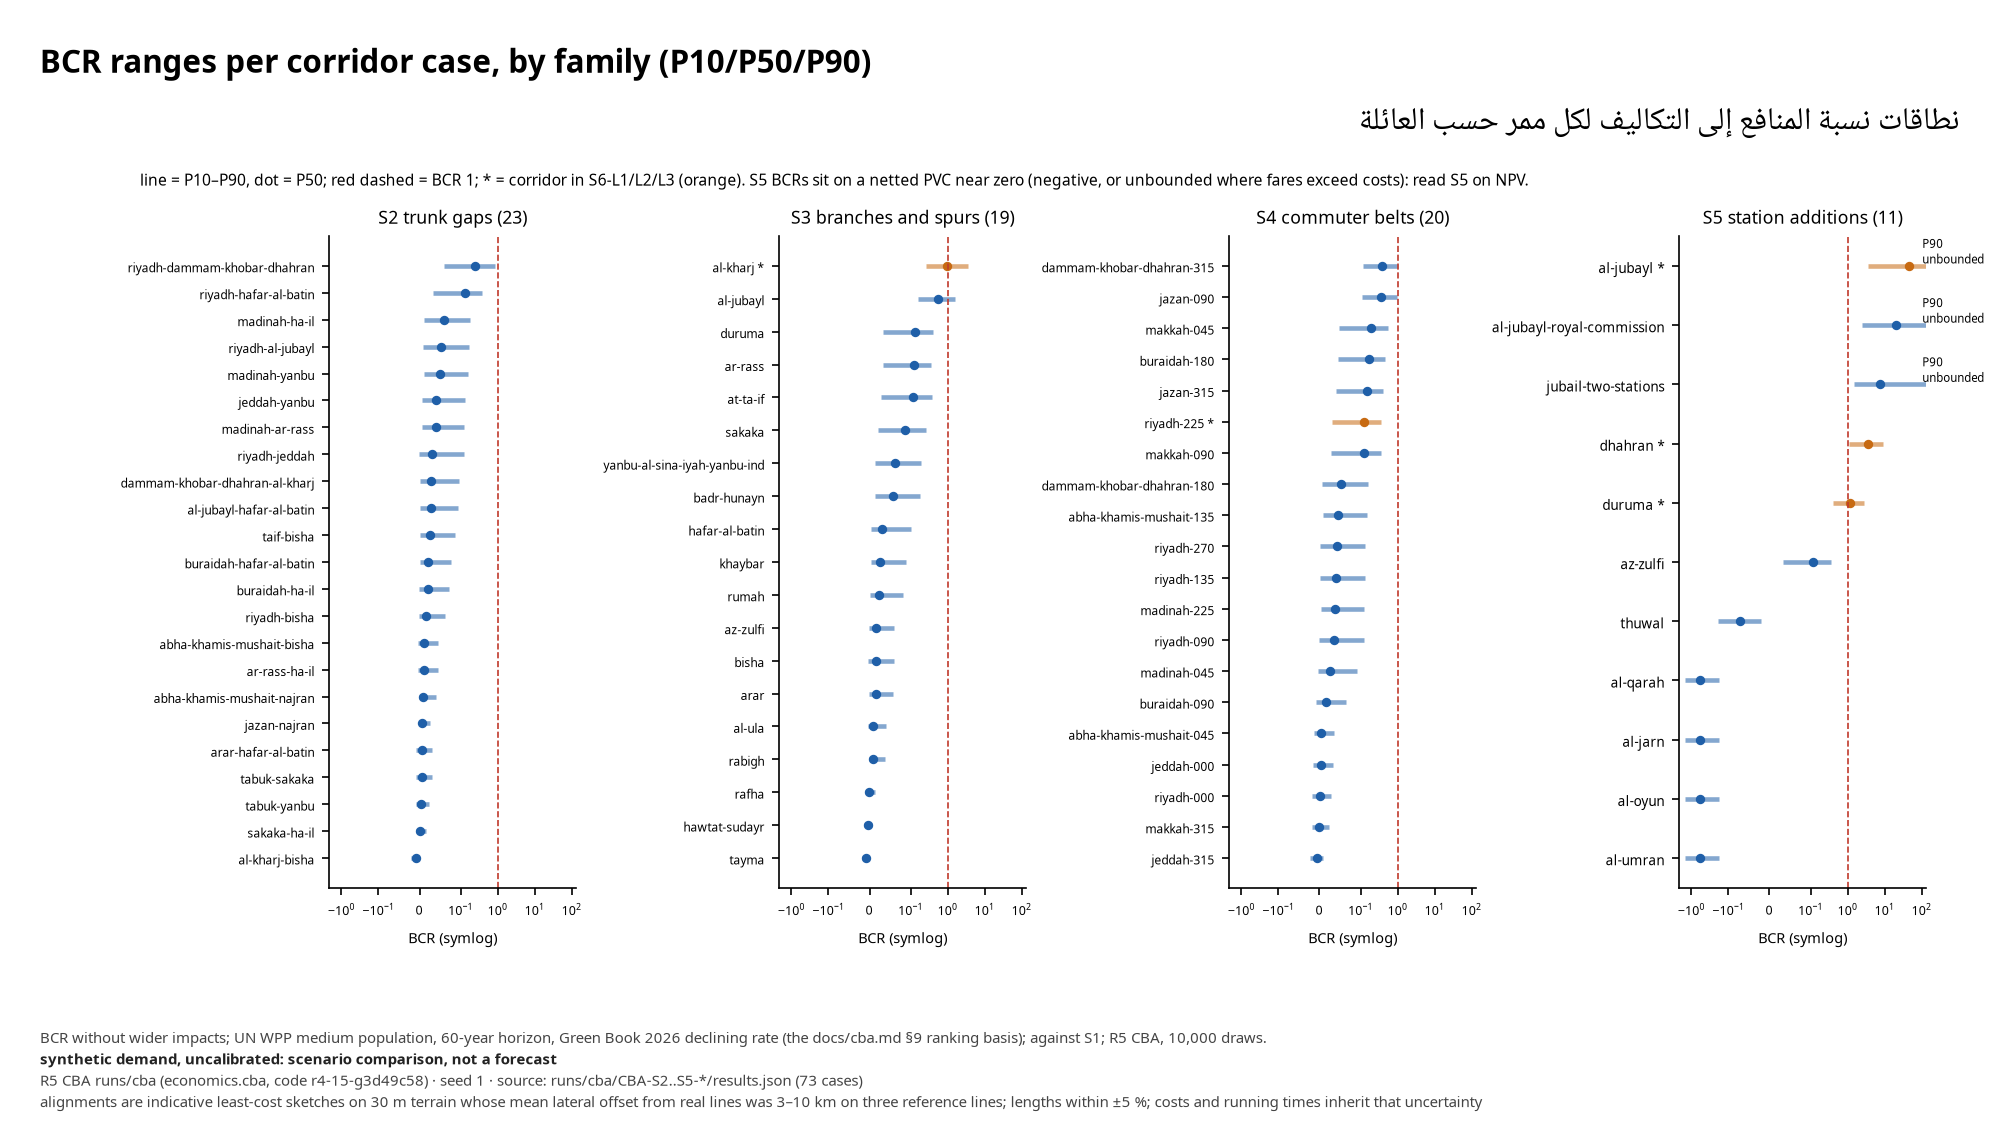 BCR ranges per corridor case, by family (P10/P50/P90)
نطاقات نسبة المنافع إلى التكاليف لكل ممر حسب العائلة
line = P10–P90, dot = P50; red dashed = BCR 1; * = corridor in S6-L1/L2/L3 (orange). S5 BCRs sit on a netted PVC near zero (negative, or unbounded where fares exceed costs): read S5 on NPV.
S2 trunk gaps (23)
riyadh-dammam-khobar-dhahran
riyadh-hafar-al-batin
madinah-ha-il
riyadh-al-jubayl
madinah-yanbu
jeddah-yanbu
madinah-ar-rass
riyadh-jeddah
dammam-khobar-dhahran-al-kharj
al-jubayl-hafar-al-batin
taif-bisha
buraidah-hafar-al-batin
buraidah-ha-il
riyadh-bisha
abha-khamis-mushait-bisha
ar-rass-ha-il
abha-khamis-mushait-najran
jazan-najran
arar-hafar-al-batin
tabuk-sakaka
tabuk-yanbu
sakaka-ha-il
al-kharj-bisha
−10⁰ −10⁻¹ 0 10⁻¹ 10⁰ 10¹ 10²
BCR (symlog)
S3 branches and spurs (19)
al-kharj *
al-jubayl
duruma
ar-rass
at-ta-if
sakaka
yanbu-al-sina-iyah-yanbu-ind
badr-hunayn
hafar-al-batin
khaybar
rumah
az-zulfi
bisha
arar
al-ula
rabigh
rafha
hawtat-sudayr
tayma
−10⁰ −10⁻¹ 0 10⁻¹ 10⁰ 10¹ 10²
BCR (symlog)
S4 commuter belts (20)
dammam-khobar-dhahran-315
jazan-090
makkah-045
buraidah-180
jazan-315
riyadh-225 *
makkah-090
dammam-khobar-dhahran-180
abha-khamis-mushait-135
riyadh-270
riyadh-135
madinah-225
riyadh-090
madinah-045
buraidah-090
abha-khamis-mushait-045
jeddah-000
riyadh-000
makkah-315
jeddah-315
−10⁰ −10⁻¹ 0 10⁻¹ 10⁰ 10¹ 10²
BCR (symlog)
S5 station additions (11)
al-jubayl *
P90
unbounded
al-jubayl-royal-commission
P90
unbounded
jubail-two-stations
P90
unbounded
dhahran *
duruma *
az-zulfi
thuwal
al-qarah
al-jarn
al-oyun
al-umran
−10⁰ −10⁻¹ 0 10⁻¹ 10⁰ 10¹ 10²
BCR (symlog)
BCR without wider impacts; UN WPP medium population, 60-year horizon, Green Book 2026 declining rate (the docs/cba.md §9 ranking basis); against S1; R5 CBA, 10,000 draws.
synthetic demand, uncalibrated: scenario comparison, not a forecast
R5 CBA runs/cba (economics.cba, code r4-15-g3d49c58) · seed 1 · source: runs/cba/CBA-S2..S5-*/results.json (73 cases)
alignments are indicative least-cost sketches on 30 m terrain whose mean lateral offset from real lines was 3–10 km on three reference lines; lengths within ±5 %; costs and running times inherit that uncertainty